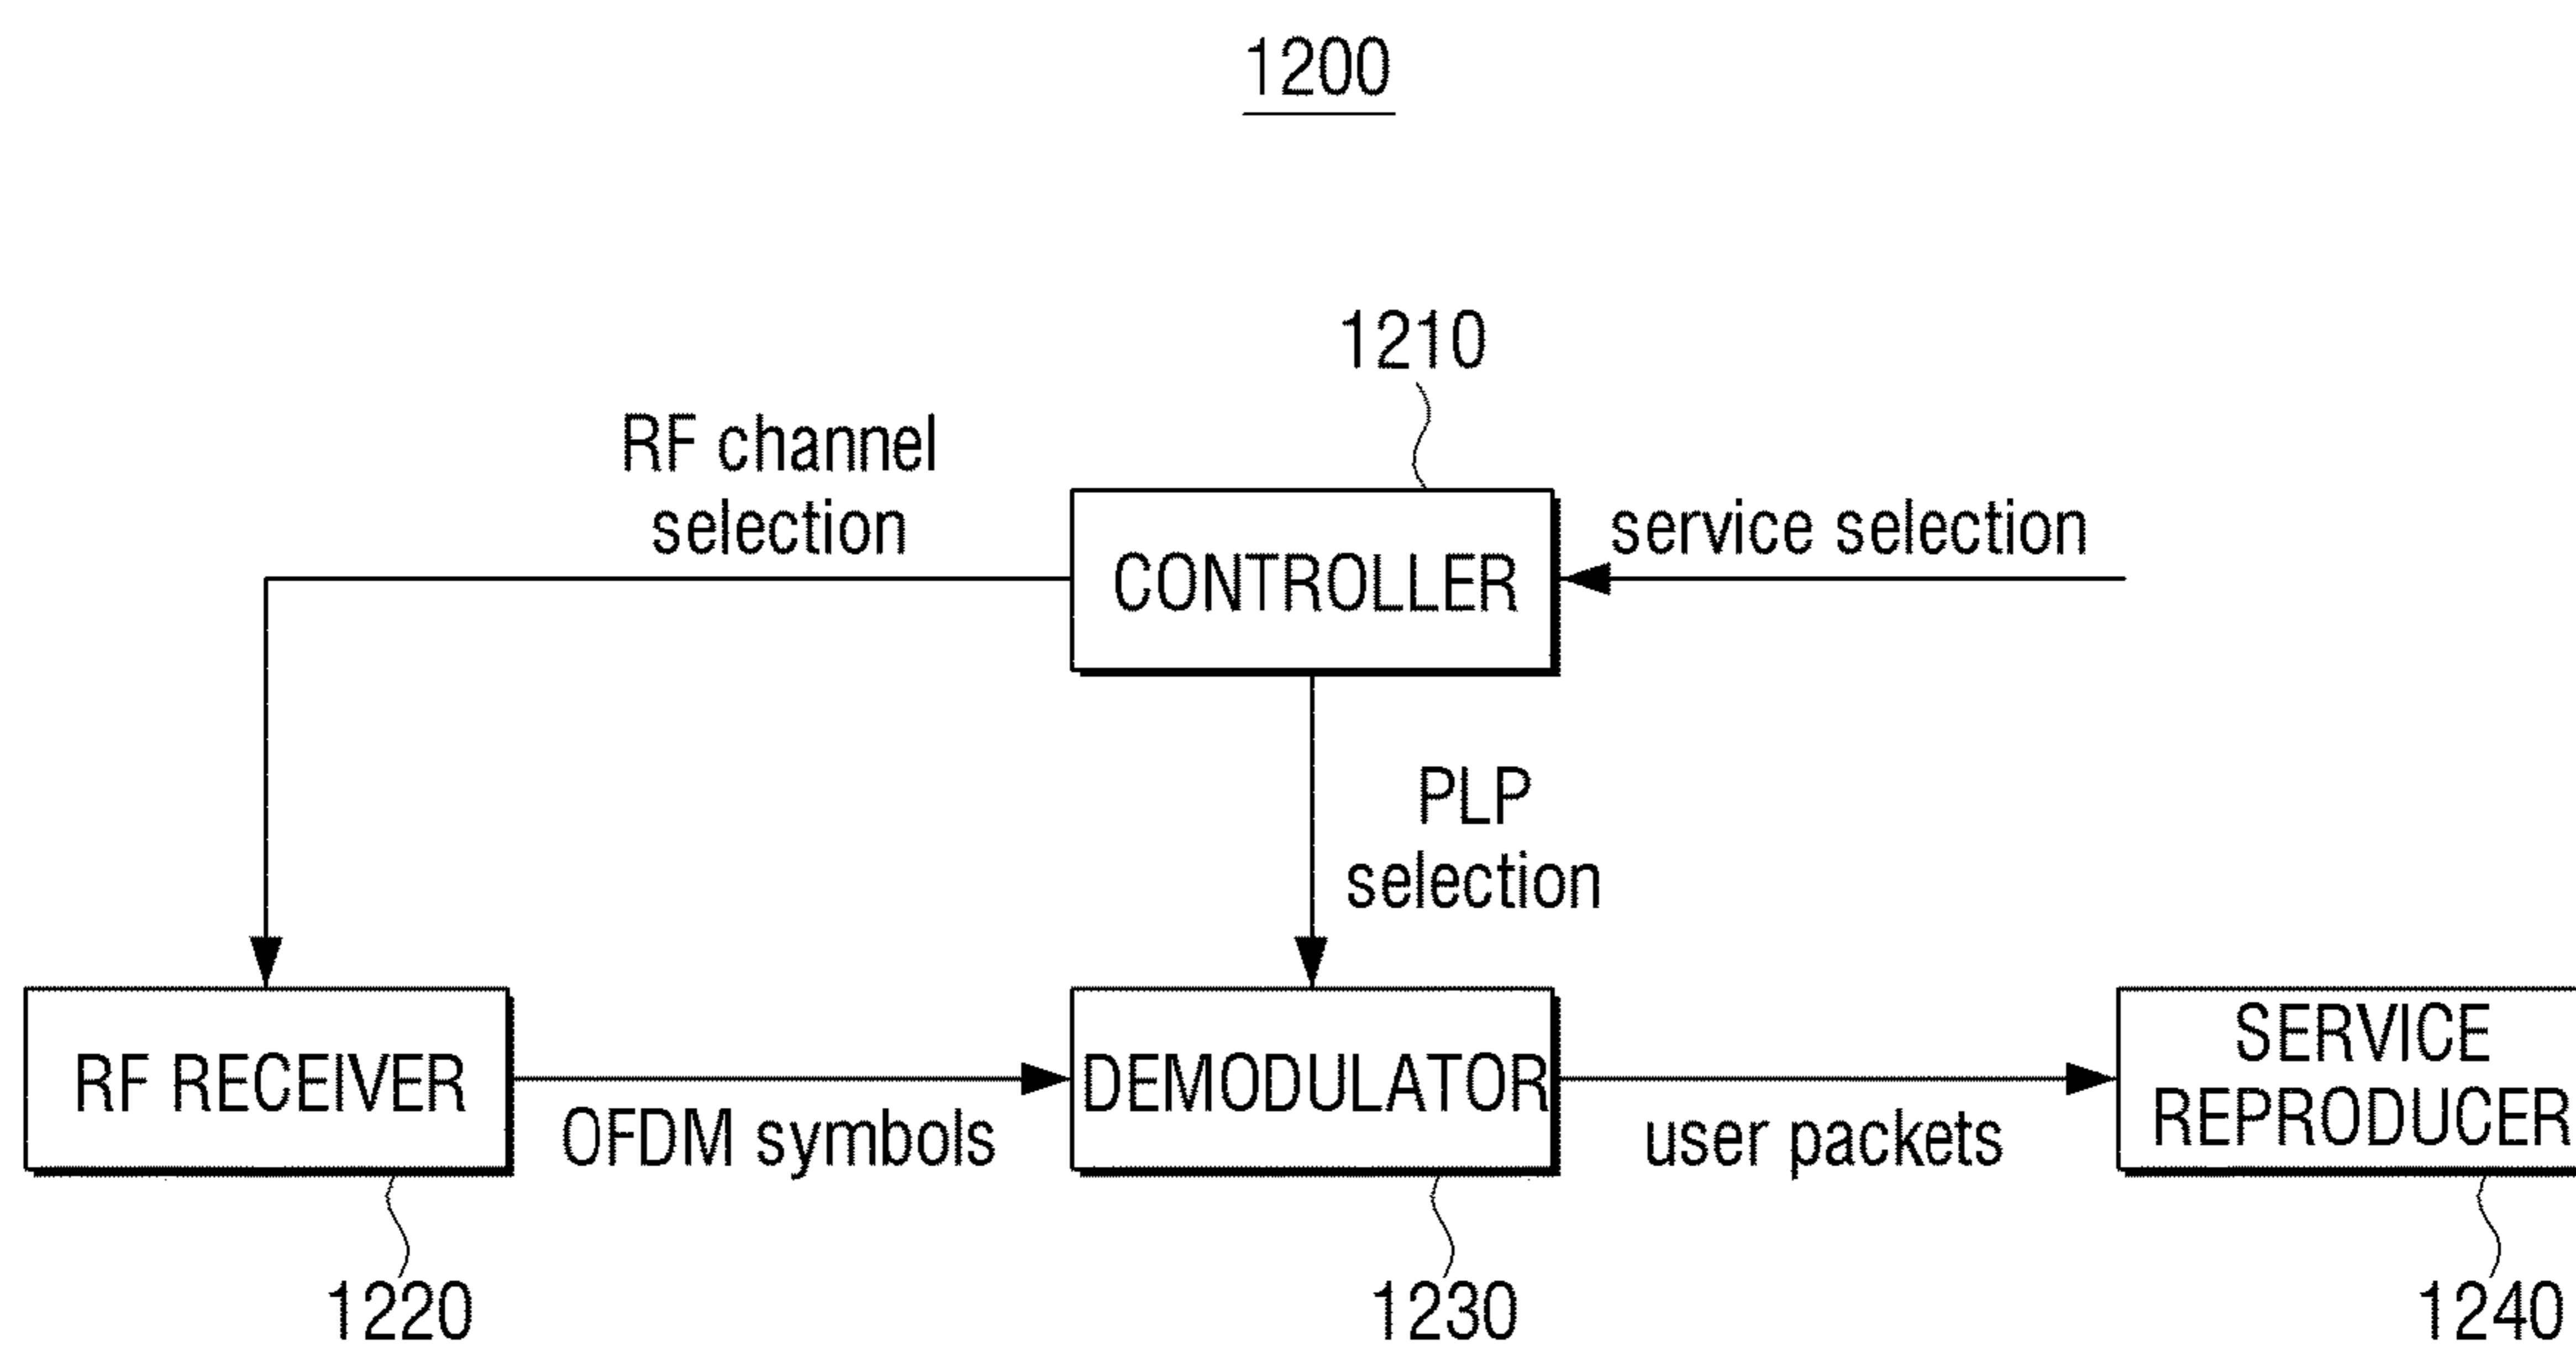 1200
1210
RF channel
selection
CONTROLLER
service selection
PLP
selection
RF RECEIVER
OFDM symbols
DEMODULATOR
user packets
SERVICE
REPRODUCER
1220
1230
1240